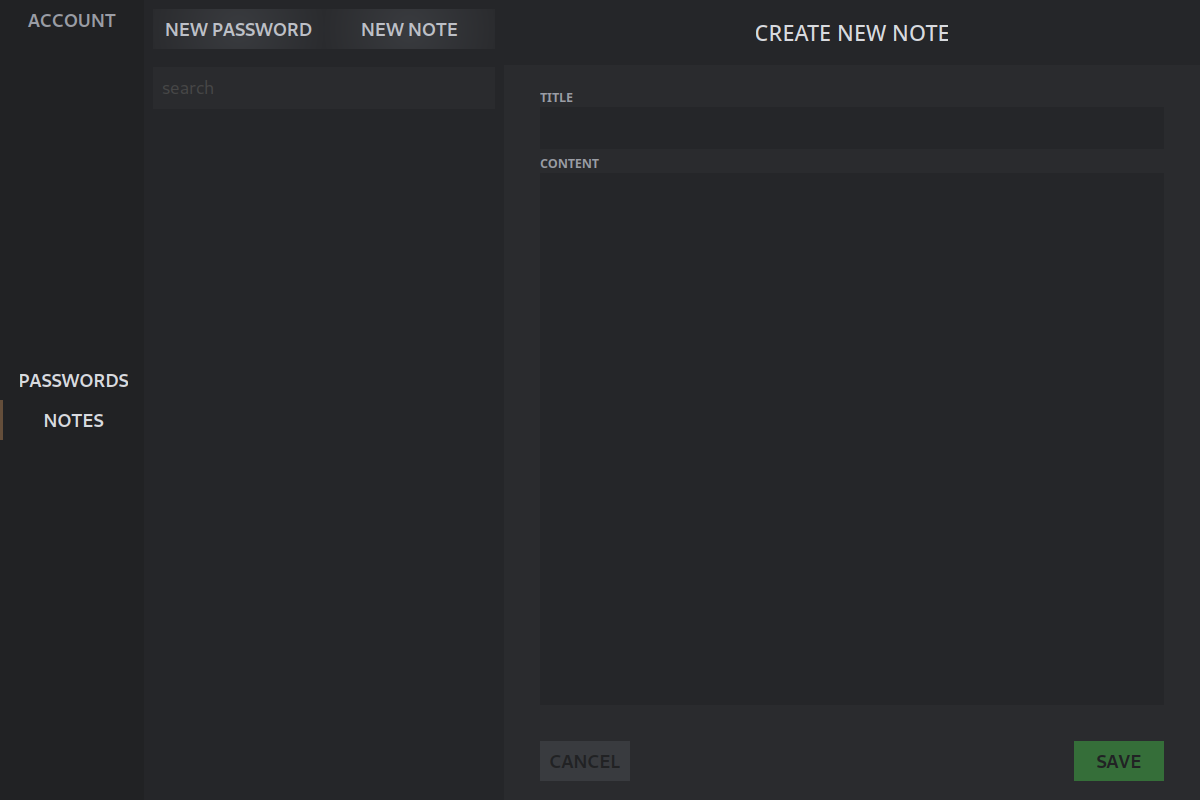 ACCOUNT
PASSWORDS
NOTES
NEW PASSWORD
NEW NOTE
search
CREATE NEW NOTE
TITLE
CONTENT
CANCEL
SAVE